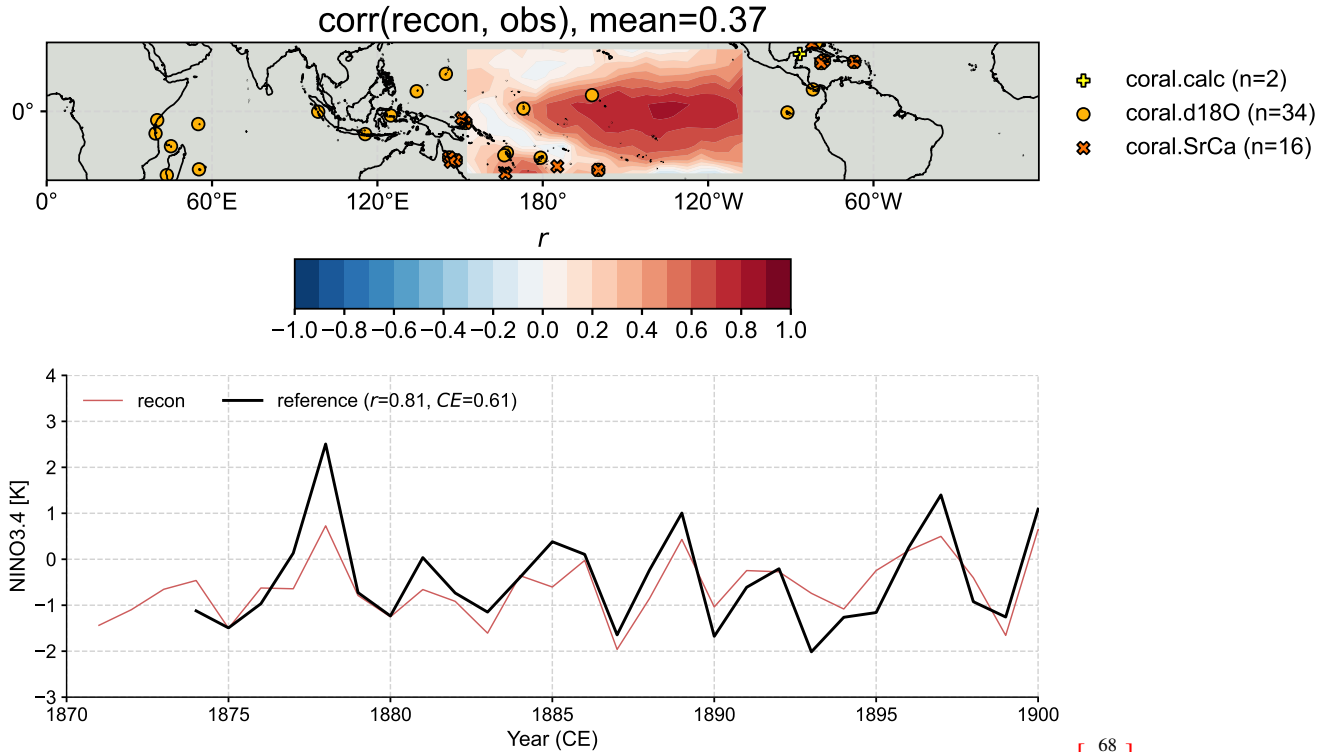 corr(recon, obs), mean=0.37
coral.calc (n=2)
coral.d18O (n=34)
coral.SrCa (n=16)
0°
0° 60°E 120°E 180° 120°W 60°W
r
−1.0 −0.8 −0.6 −0.4 −0.2 0.0 0.2 0.4 0.6 0.8 1.0
4
recon reference (r=0.81, CE=0.61)
3
2
1
0
−1
−2
−3
NINO3.4 [K]
1870 1875 1880 1885 1890 1895 1900
Year (CE)
[ 68 ]